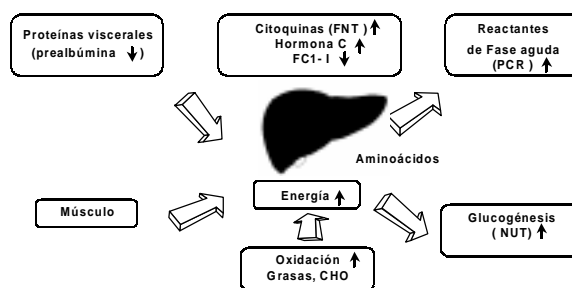 Proteínas viscerales
(prealbúmina ↓)
Citoquinas (FNT) ↑
Hormona C ↑
FC1- I ↓
Reactantes
de Fase aguda
(PCR) ↑
Aminoácidos
Músculo
Energía ↑
Glucogénesis
(NUT) ↑
Oxidación ↑
Grasas, CHO